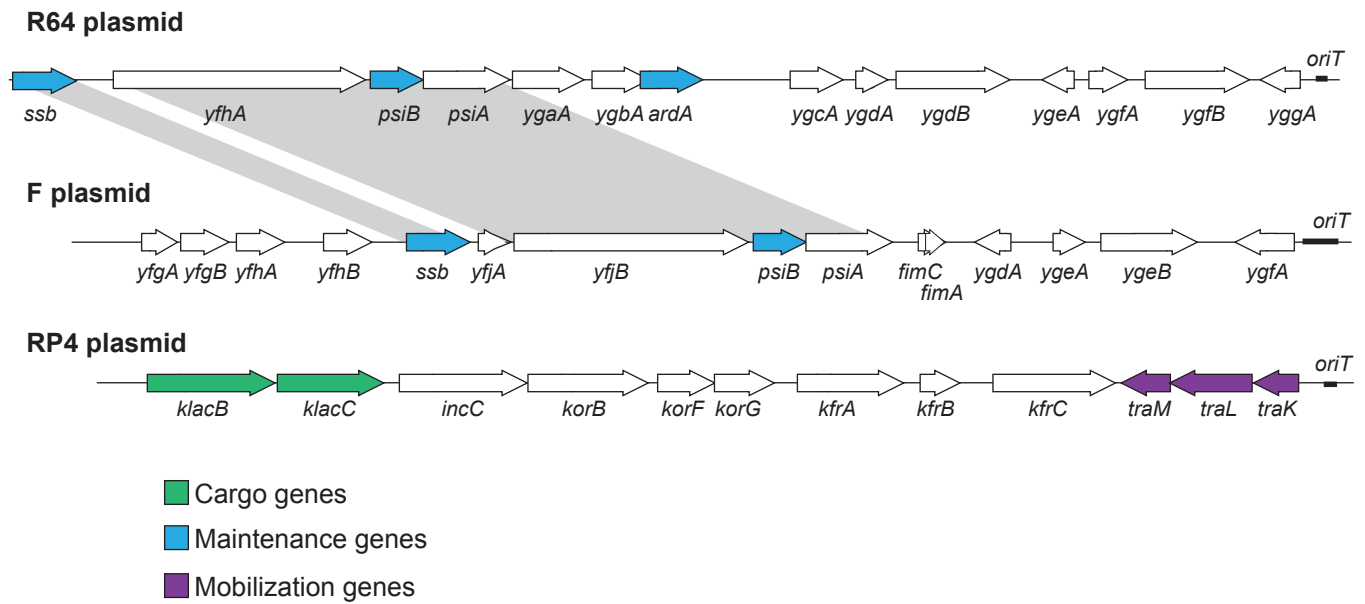 R64 plasmid
oriT
ssb yfhA psiB psiA ygaA ygbA ardA ygcA ygdA ygdB ygeA ygfA ygfB yggA
F plasmid
oriT
yfgA yfgB yfhA yfhB ssb yfjA yfjB psiB psiA fimC ygdA ygeA ygeB ygfA
fimA
RP4 plasmid
oriT
klacB klacC incC korB korF korG kfrA kfrB kfrC traM traL traK
Cargo genes
Maintenance genes
Mobilization genes